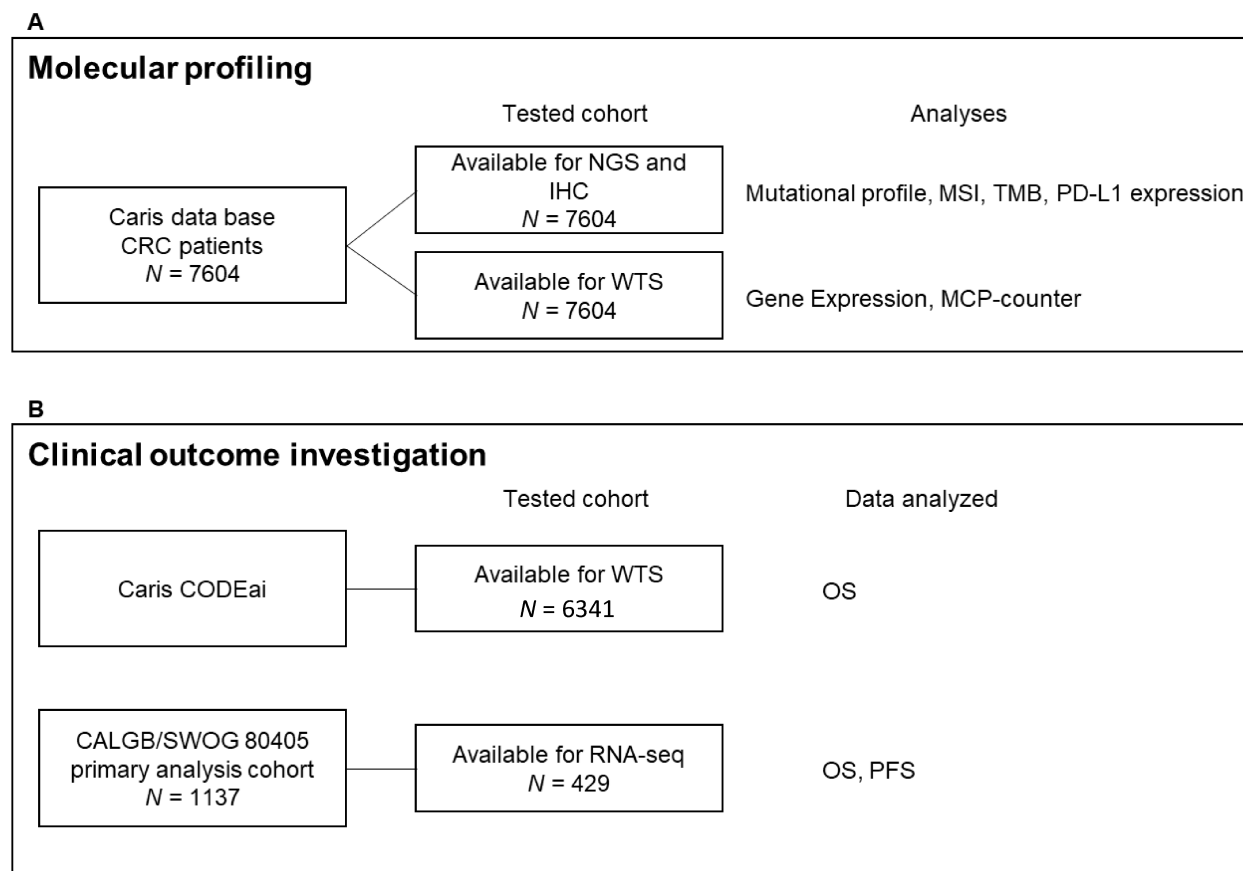 A
Molecular profiling
Tested cohort
Analyses
Caris data base
CRC patients
N = 7604
Available for NGS and
IHC
N = 7604
Mutational profile, MSI, TMB, PD-L1 expression
Available for WTS
N = 7604
Gene Expression, MCP-counter
B
Clinical outcome investigation
Tested cohort
Data analyzed
Caris CODEai
Available for WTS
N = 6341
OS
CALGB/SWOG 80405
primary analysis cohort
N = 1137
Available for RNA-seq
N = 429
OS, PFS